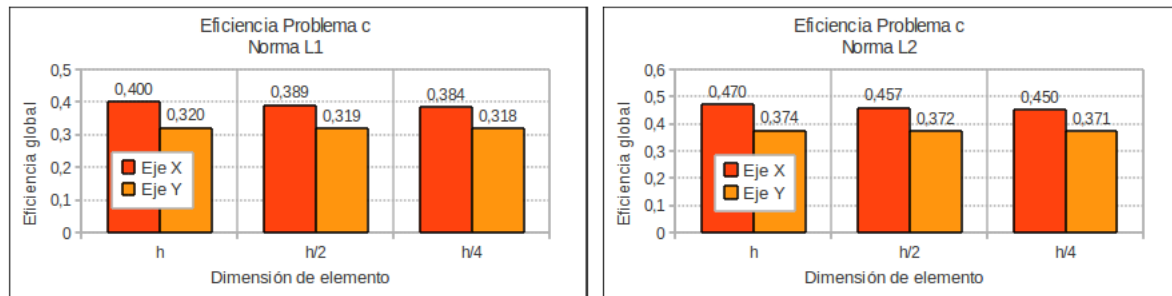 Eficiencia Problema c
Norma L1
Eficiencia global
0,5
0,4
0,3
0,2
0,1
0
0,400
0,320
0,389
0,319
0,384
0,318
Eje X
Eje Y
h
h/2
h/4
Dimensión de elemento
Eficiencia Problema c
Norma L2
Eficiencia global
0,6
0,5
0,4
0,3
0,2
0,1
0
0,470
0,374
0,457
0,372
0,450
0,371
Eje X
Eje Y
h
h/2
h/4
Dimensión de elemento